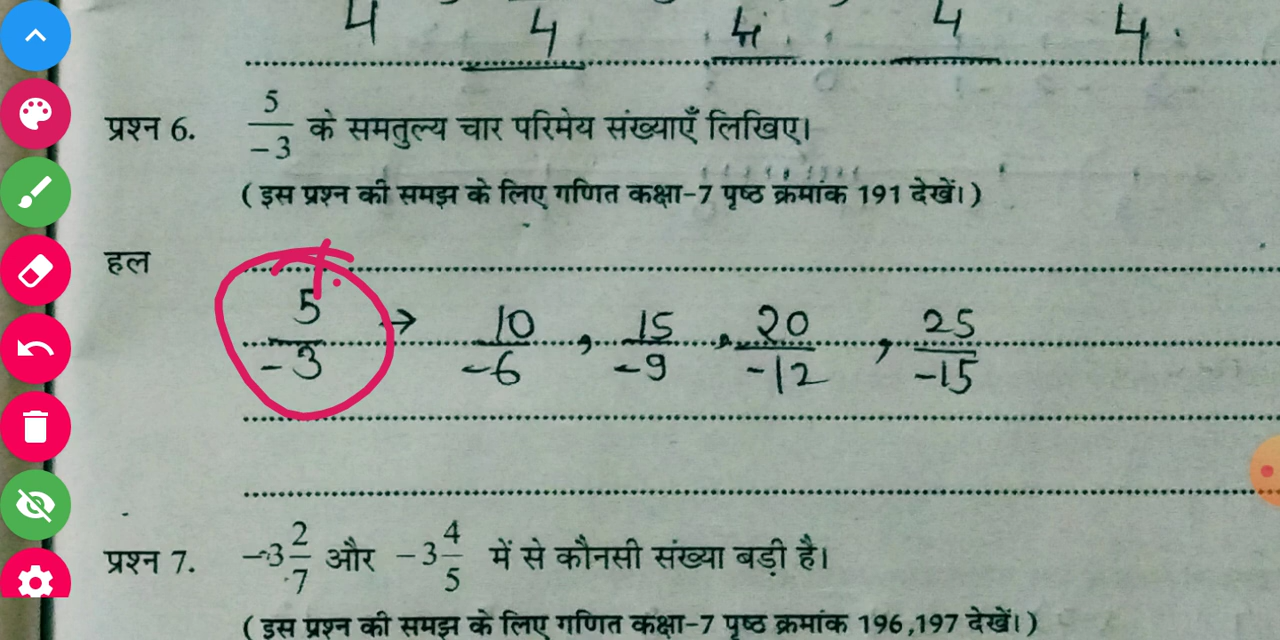 4 4 4 4 4
प्रश्न 6. 5/-3 के समतुल्य चार परिमेय संख्याएँ लिखिए।
(इस प्रश्न की समझ के लिए गणित कक्षा-7 पृष्ठ क्रमांक 191 देखें।)
हल
5/-3 → 10/-6 , 15/-9 , 20/-12 , 25/-15
प्रश्न 7. -3 2/7 और -3 4/5 में से कौनसी संख्या बड़ी है।
(इस प्रश्न की समझ के लिए गणित कक्षा-7 पृष्ठ क्रमांक 196,197 देखें।)